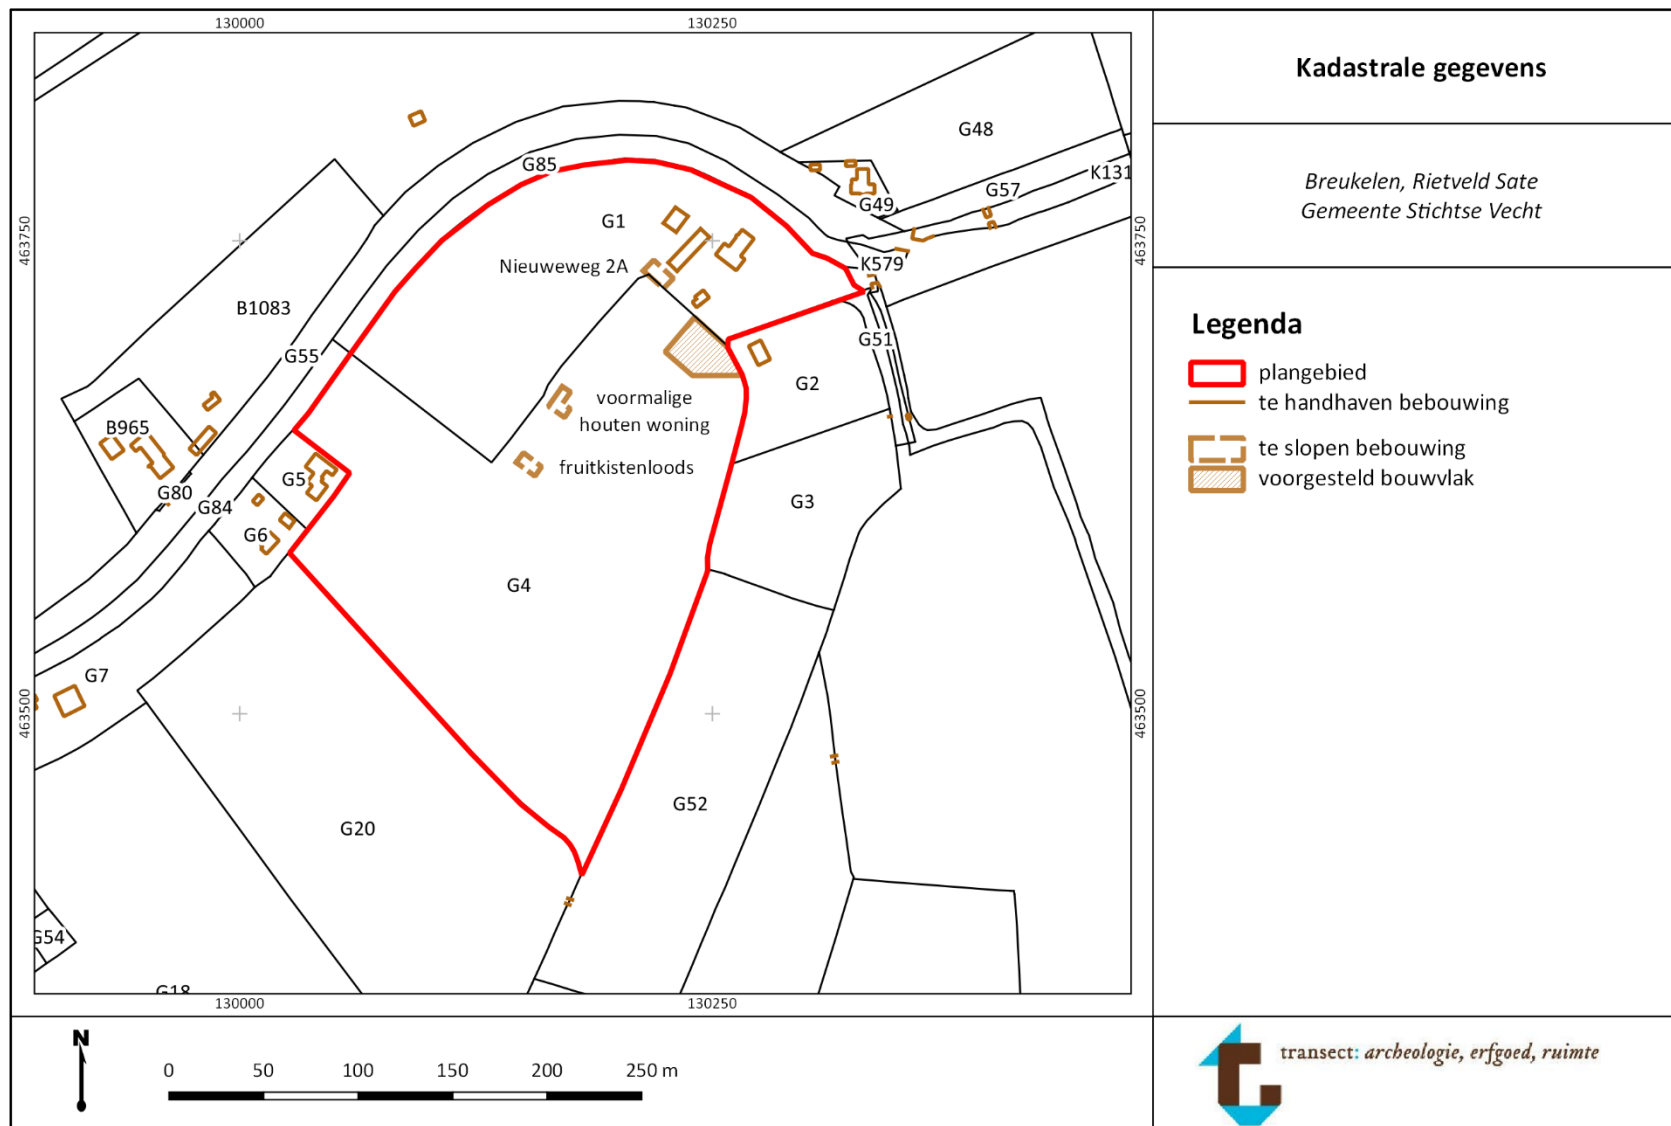 130000
130250
463750
463750
463500
463500
G48
K131
G57
G49
G85
G1
K579
Nieuweweg 2A
B1083
G51
G55
G2
voormalige
houten woning
B965
fruitkistenloods
G5
G80
G84
G3
G6
G4
G7
G52
G20
G54
G18
130000
130250
N
0 50 100 150 200 250 m
Kadastrale gegevens
Breukelen, Rietveld Sate
Gemeente Stichtse Vecht
Legenda
plangebied
te handhaven bebouwing
te slopen bebouwing
voorgesteld bouwvlak
transect: archeologie, erfgoed, ruimte